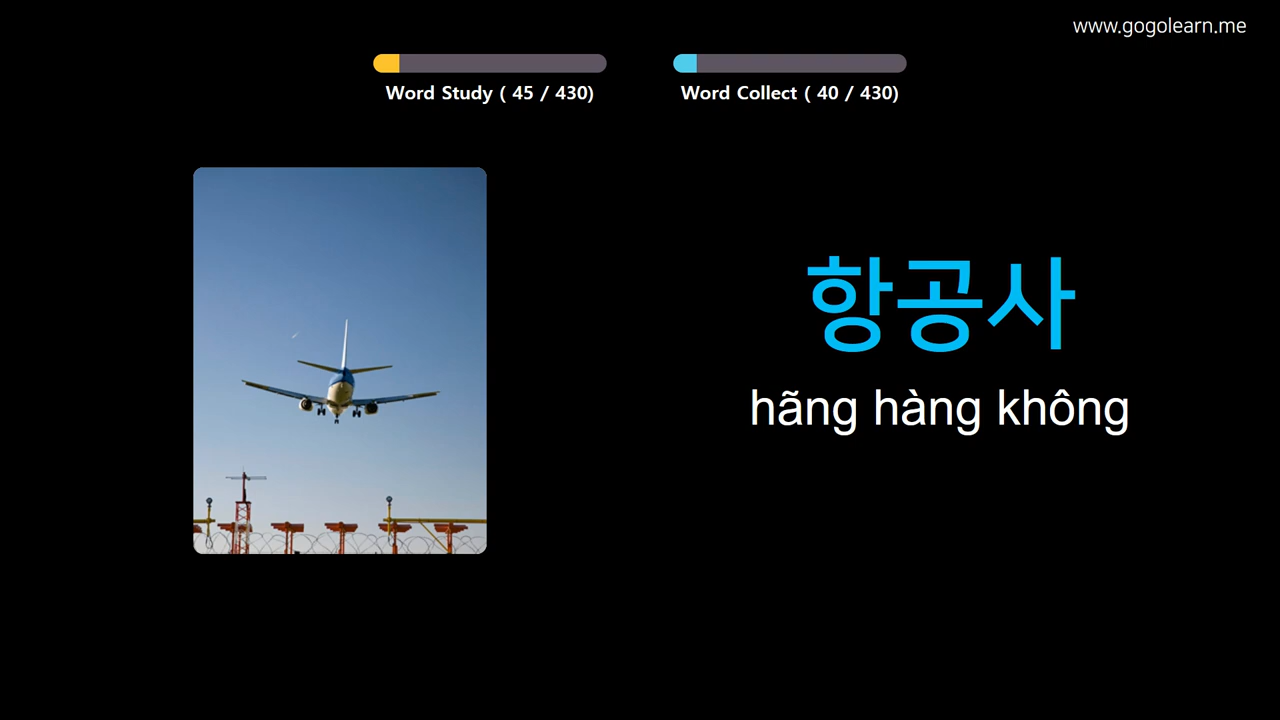 www.gogolearn.me
Word Study ( 45 / 430)
Word Collect ( 40 / 430)
항공사
hãng hàng không